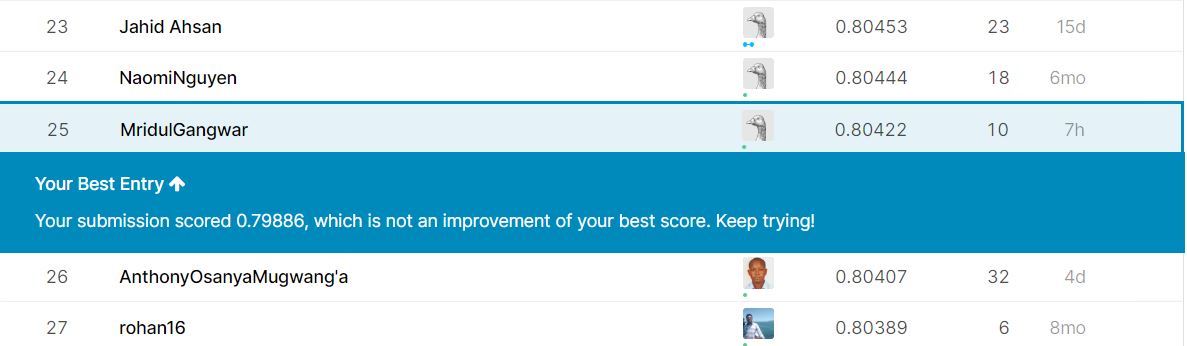 23 Jahid Ahsan 0.80453 23 15d
24 NaomiNguyen 0.80444 18 6mo
25 MridulGangwar 0.80422 10 7h
Your Best Entry ↑
Your submission scored 0.79886, which is not an improvement of your best score. Keep trying!
26 AnthonyOsanyaMugwang'a 0.80407 32 4d
27 rohan16 0.80389 6 8mo